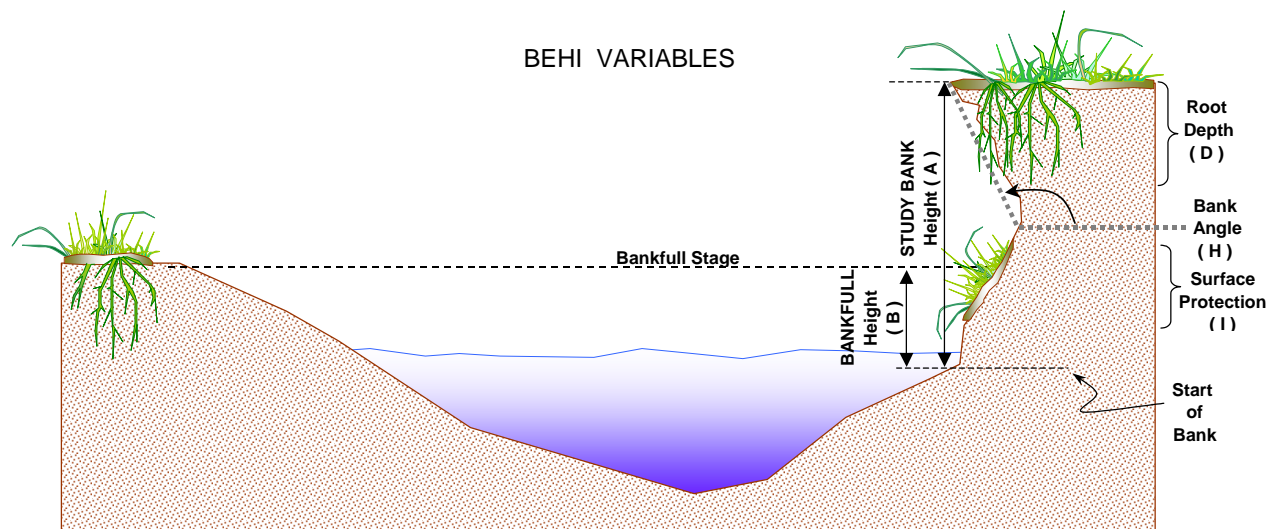 BEHI VARIABLES
Root
Depth
( D )
STUDY BANK
Height ( A )
Bank
Angle
( H )
Bankfull Stage
Surface
Protection
( I )
BANKFULL
Height
( B )
Start
of
Bank